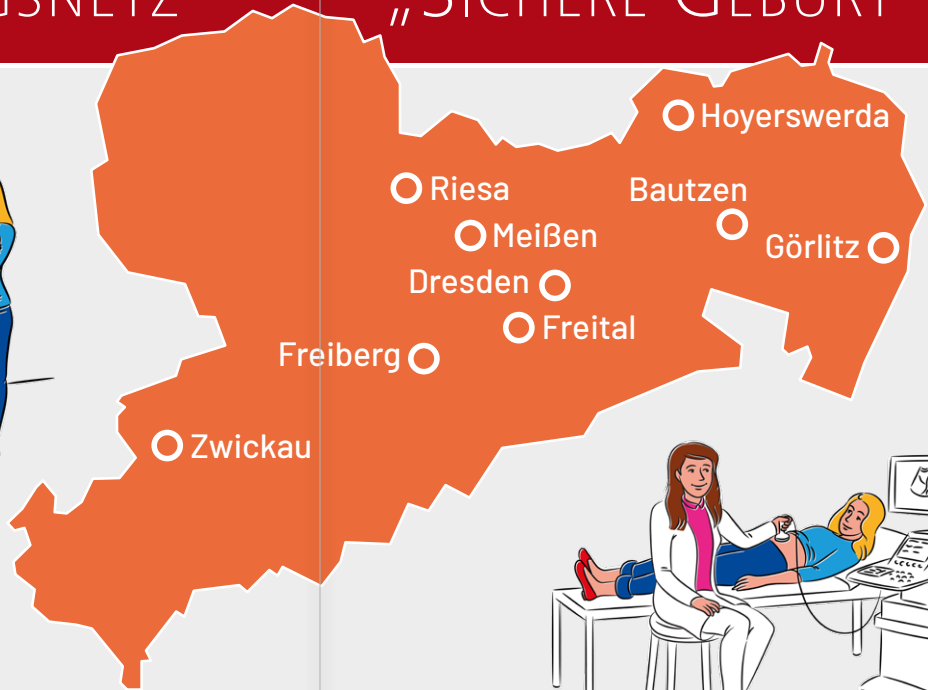 „Sichere Geburt
Hoyerswerda
Riesa
Bautzen
Meißen
Görlitz
Dresden
Freital
Freiberg
Zwickau